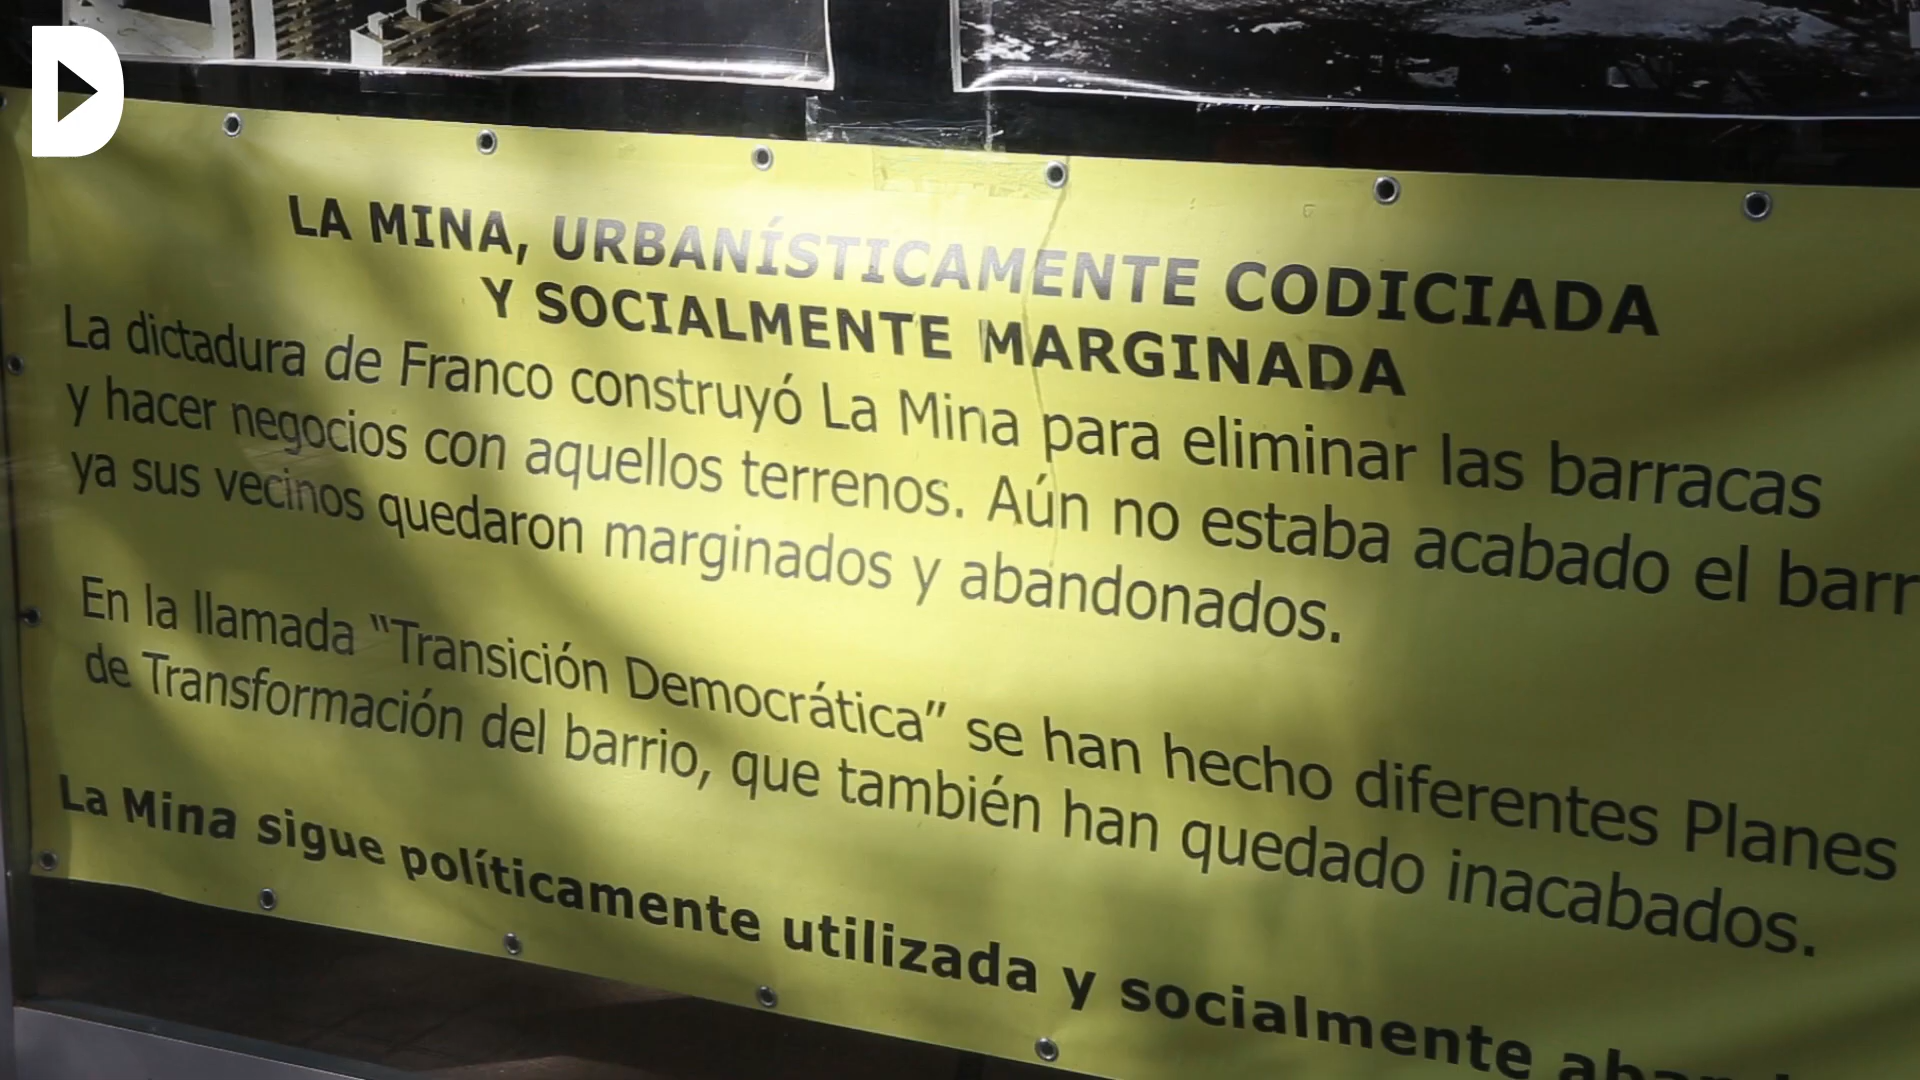 LA MINA, URBANÍSTICAMENTE CODICIADA
Y SOCIALMENTE MARGINADA
La dictadura de Franco construyó La Mina para eliminar las barracas
y hacer negocios con aquellos terrenos. Aún no estaba acabado el
ya sus vecinos quedaron marginados y abandonados.
En la llamada “Transición Democrática” se han hecho diferentes Planes
de Transformación del barrio, que también han quedado inacabados.
La Mina sigue políticamente utilizada y socialmente